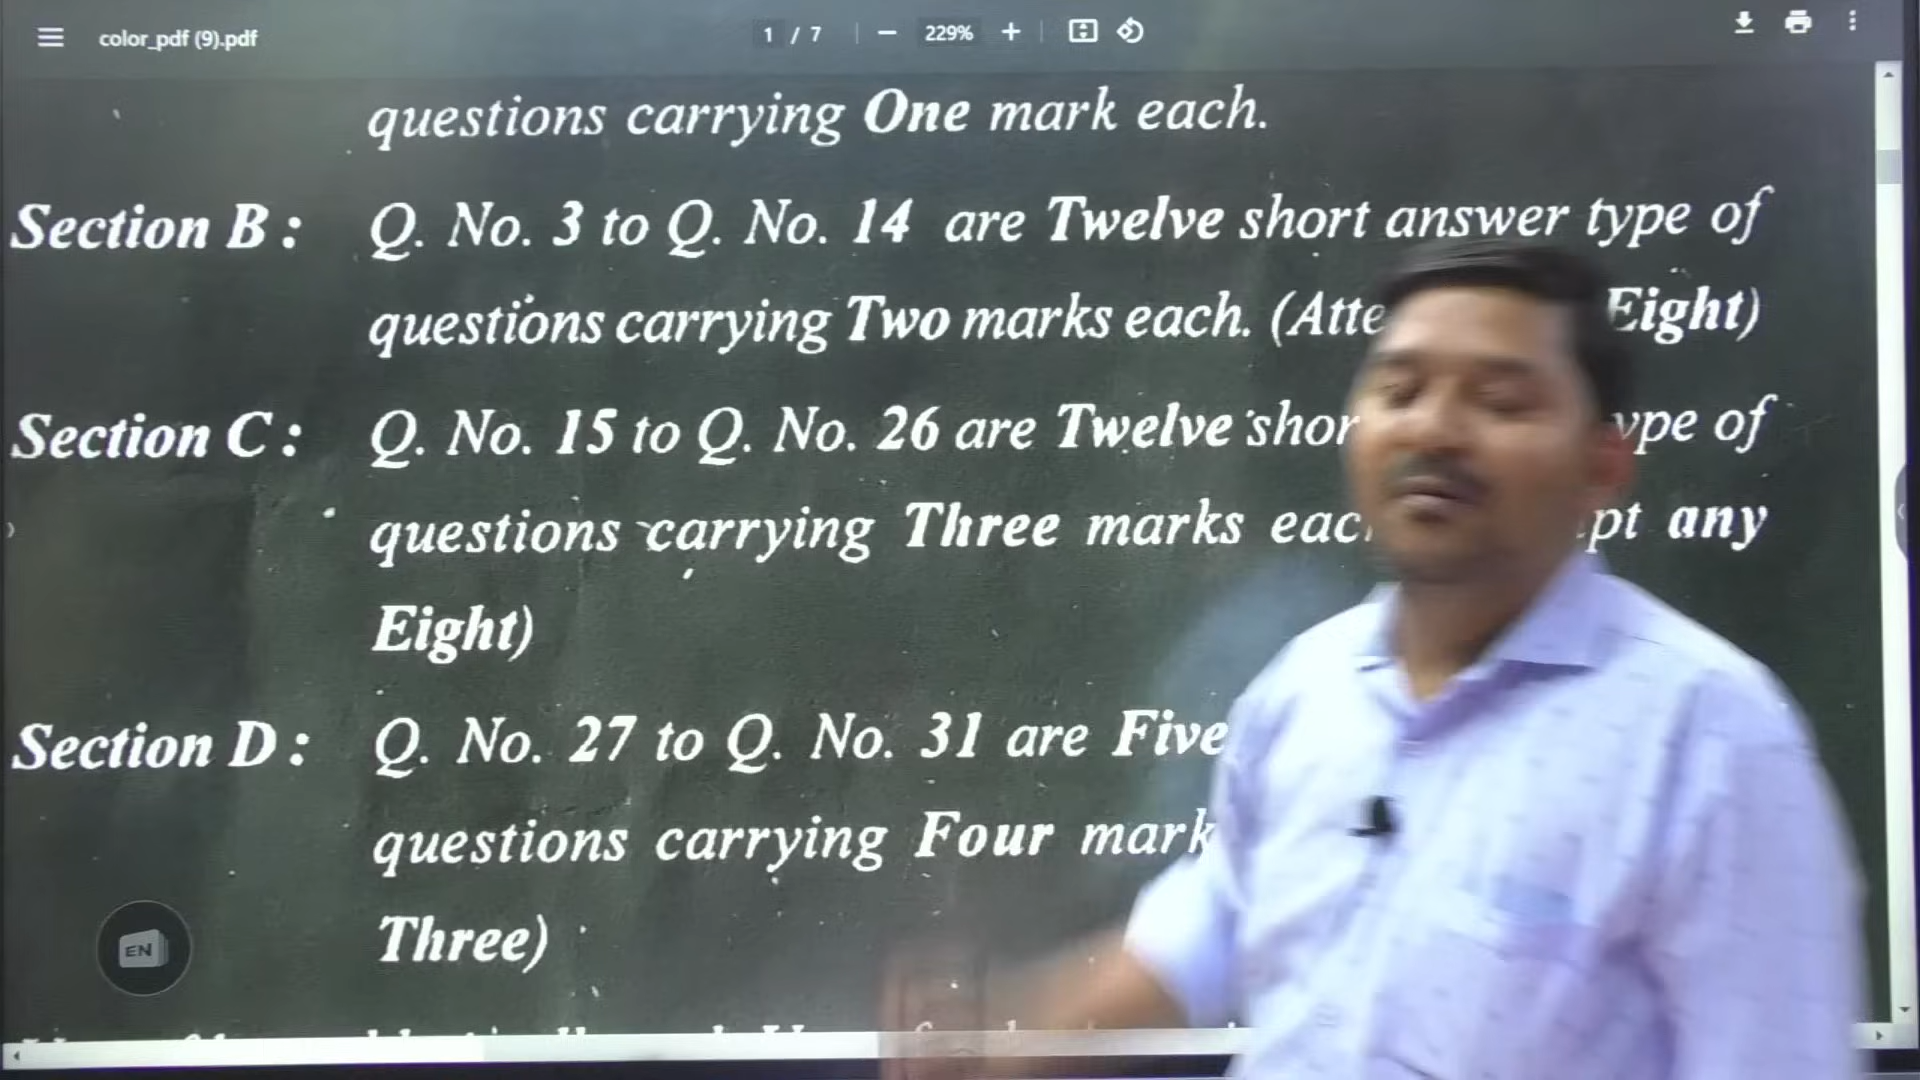 color_pdf (9).pdf
1 / 7
229%
questions carrying One mark each.
Section B : Q. No. 3 to Q. No. 14 are Twelve short answer type of
questions carrying Two marks each. (Atte Eight)
Section C : Q. No. 15 to Q. No. 26 are Twelve shor ype of
questions carrying Three marks eac pt any
Eight)
Section D : Q. No. 27 to Q. No. 31 are Five
questions carrying Four mark
Three)
EN